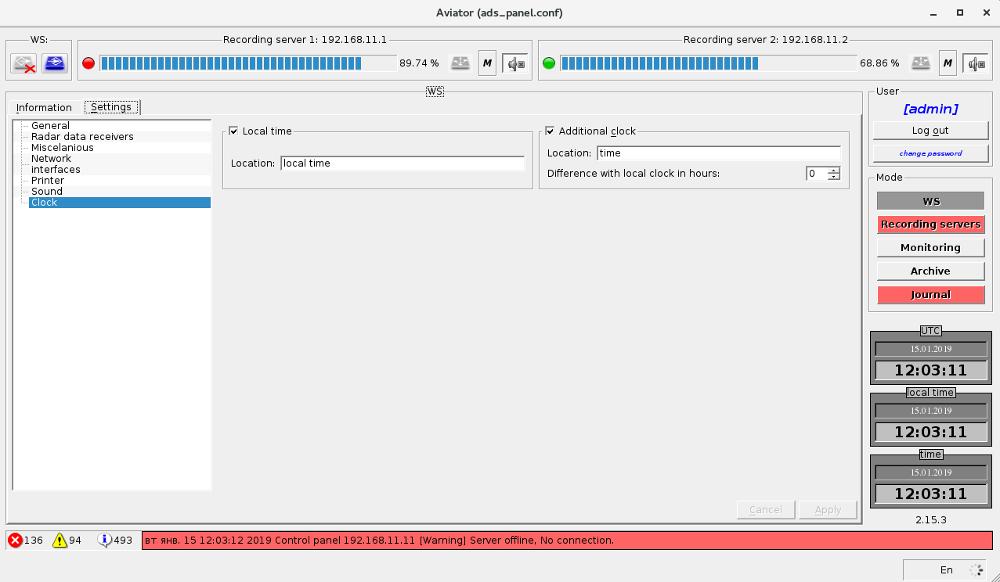 Aviator (ads_panel.conf)
WS:
Recording server 1: 192.168.11.1
89.74 %
M
Recording server 2: 192.168.11.2
68.86 %
M
WS
Information
Settings
General
Radar data receivers
Miscelanious
Network
interfaces
Printer
Sound
Clock
Local time
Location:
local time
Additional clock
Location:
time
Difference with local clock in hours:
0
Cancel
Apply
User
[admin]
Log out
change password
Mode
WS
Recording servers
Monitoring
Archive
Journal
UTC
15.01.2019
12:03:11
local time
15.01.2019
12:03:11
time
15.01.2019
12:03:11
2.15.3
136
94
493
вт янв. 15 12:03:12 2019 Control panel 192.168.11.11 [Warning] Server offline, No connection.
En